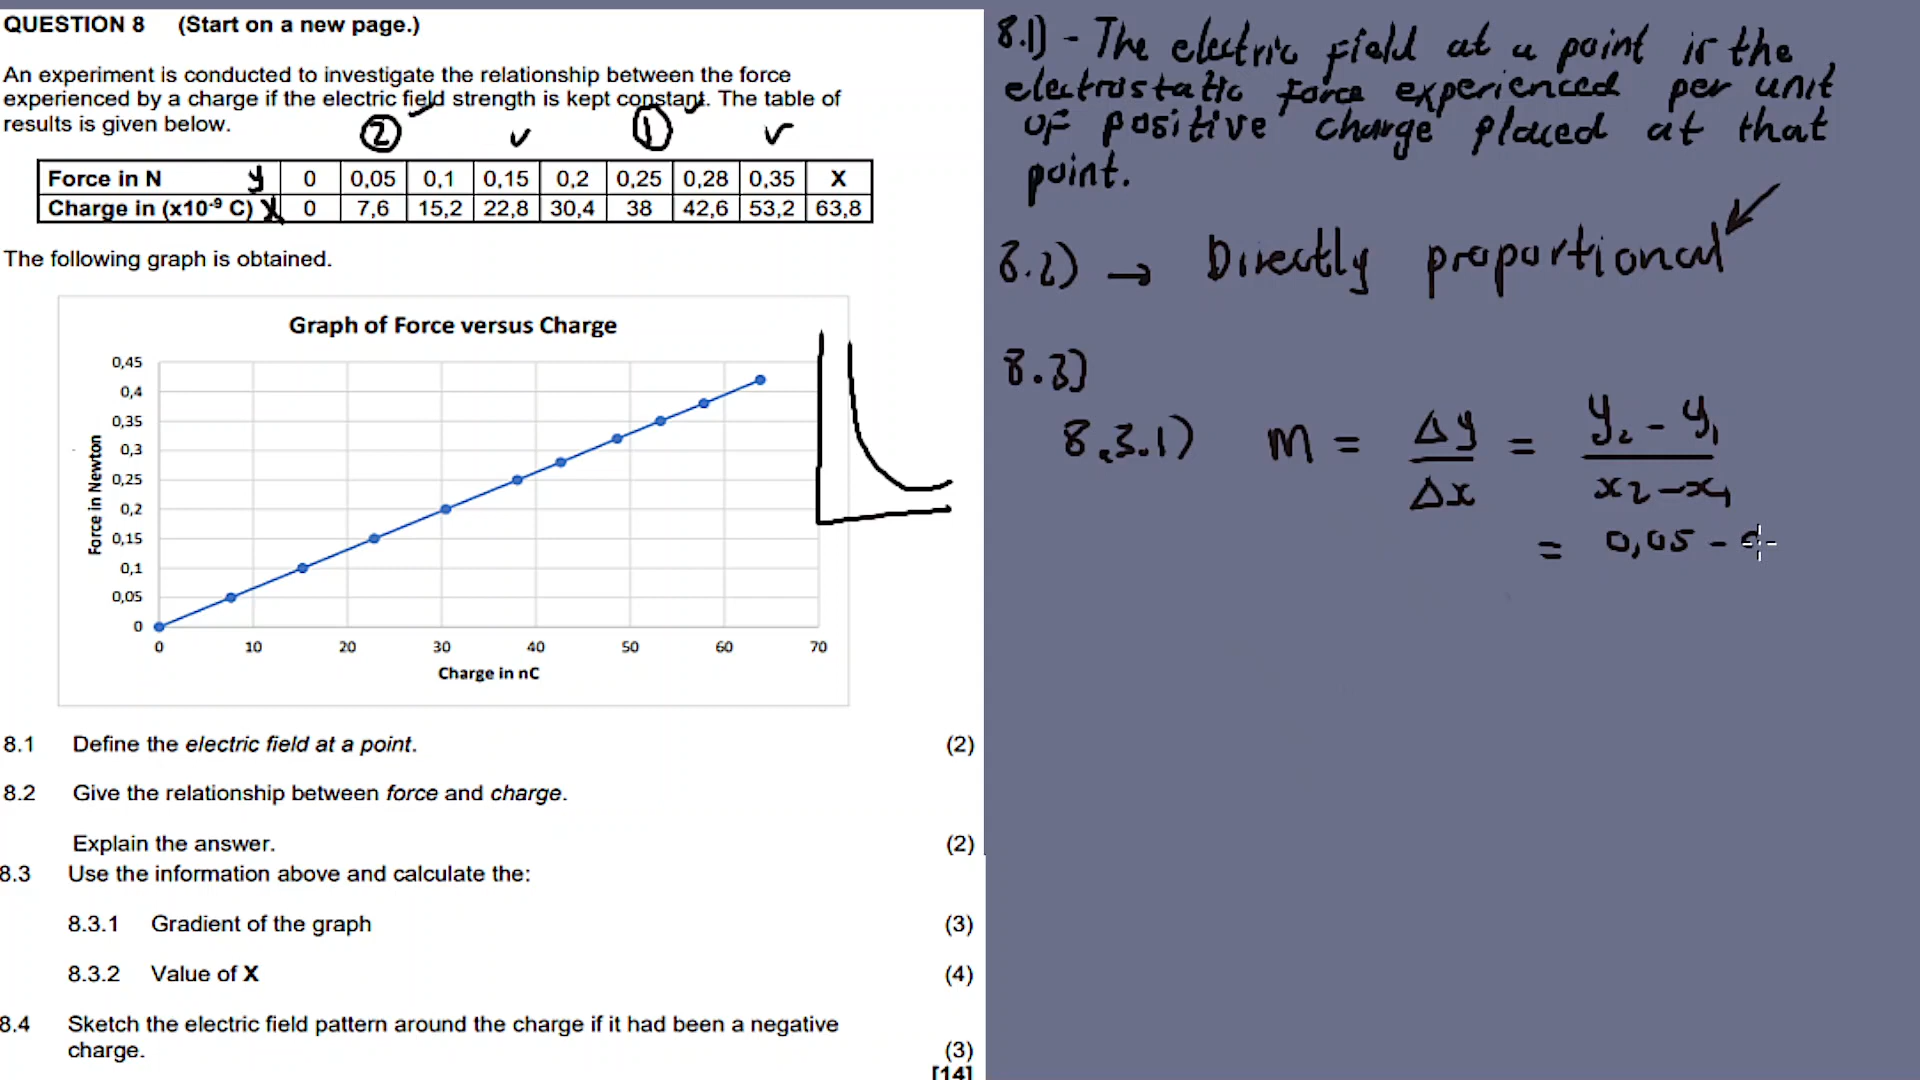 QUESTION 8 (Start on a new page.)
An experiment is conducted to investigate the relationship between the force
experienced by a charge if the electric field strength is kept constant. The table of
results is given below.
2 1
Force in N y 0 0,05 0,1 0,15 0,2 0,25 0,28 0,35 X
Charge in (x10⁻⁹ C) x 0 7,6 15,2 22,8 30,4 38 42,6 53,2 63,8
The following graph is obtained.
Graph of Force versus Charge
Force in Newton
0,45
0,4
0,35
0,3
0,25
0,2
0,15
0,1
0,05
0
0 10 20 30 40 50 60 70
Charge in nC
8.1 Define the electric field at a point. (2)
8.2 Give the relationship between force and charge.
Explain the answer. (2)
8.3 Use the information above and calculate the:
8.3.1 Gradient of the graph (3)
8.3.2 Value of X (4)
8.4 Sketch the electric field pattern around the charge if it had been a negative
charge. (3)
[14]
8.1) - The electric field at a point is the
electrostatic force experienced per unit
of positive charge placed at that
point.
8.2) → Directly proportional
8.3)
8.3.1) m = Δy/Δx = y₂ - y₁/x₂ - x₁
= 0,05 -